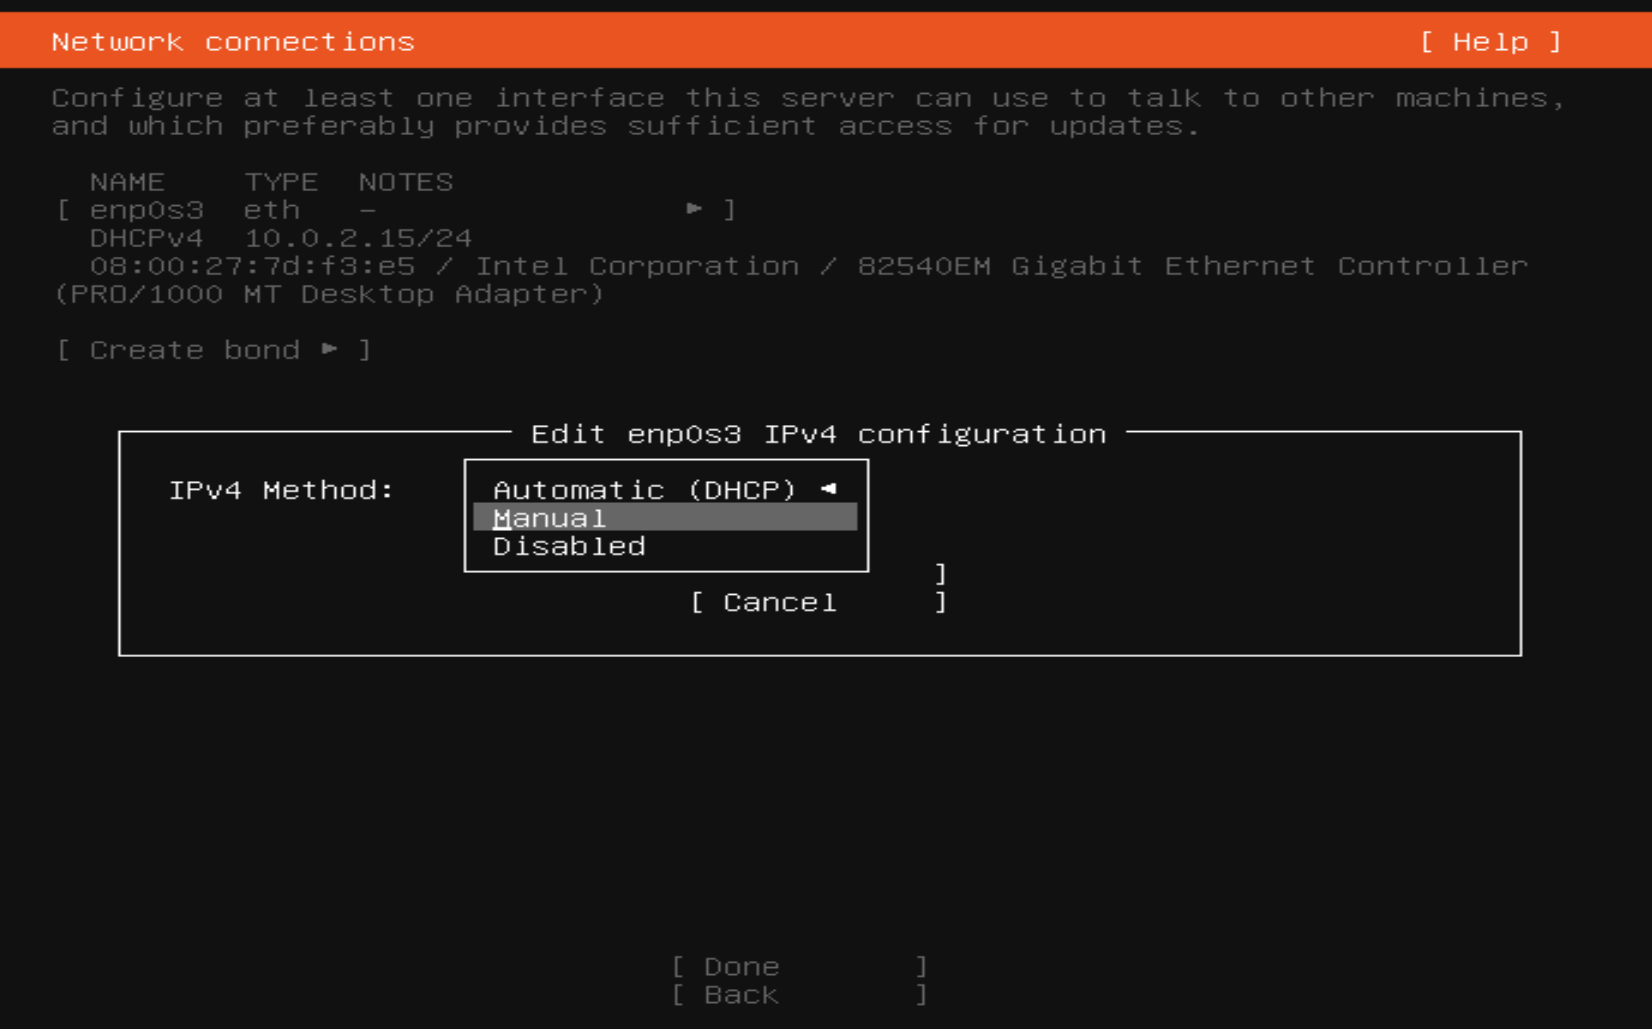 Network connections [ Help ]
Configure at least one interface this server can use to talk to other machines,
and which preferably provides sufficient access for updates.
NAME TYPE NOTES
[ enp0s3 eth - ▸ ]
DHCPv4 10.0.2.15/24
08:00:27:7d:f3:e5 / Intel Corporation / 82540EM Gigabit Ethernet Controller
(PRO/1000 MT Desktop Adapter)
[ Create bond ▸ ]
Edit enp0s3 IPv4 configuration
IPv4 Method: Automatic (DHCP) ◂
Manual
Disabled
]
[ Cancel ]
[ Done ]
[ Back ]